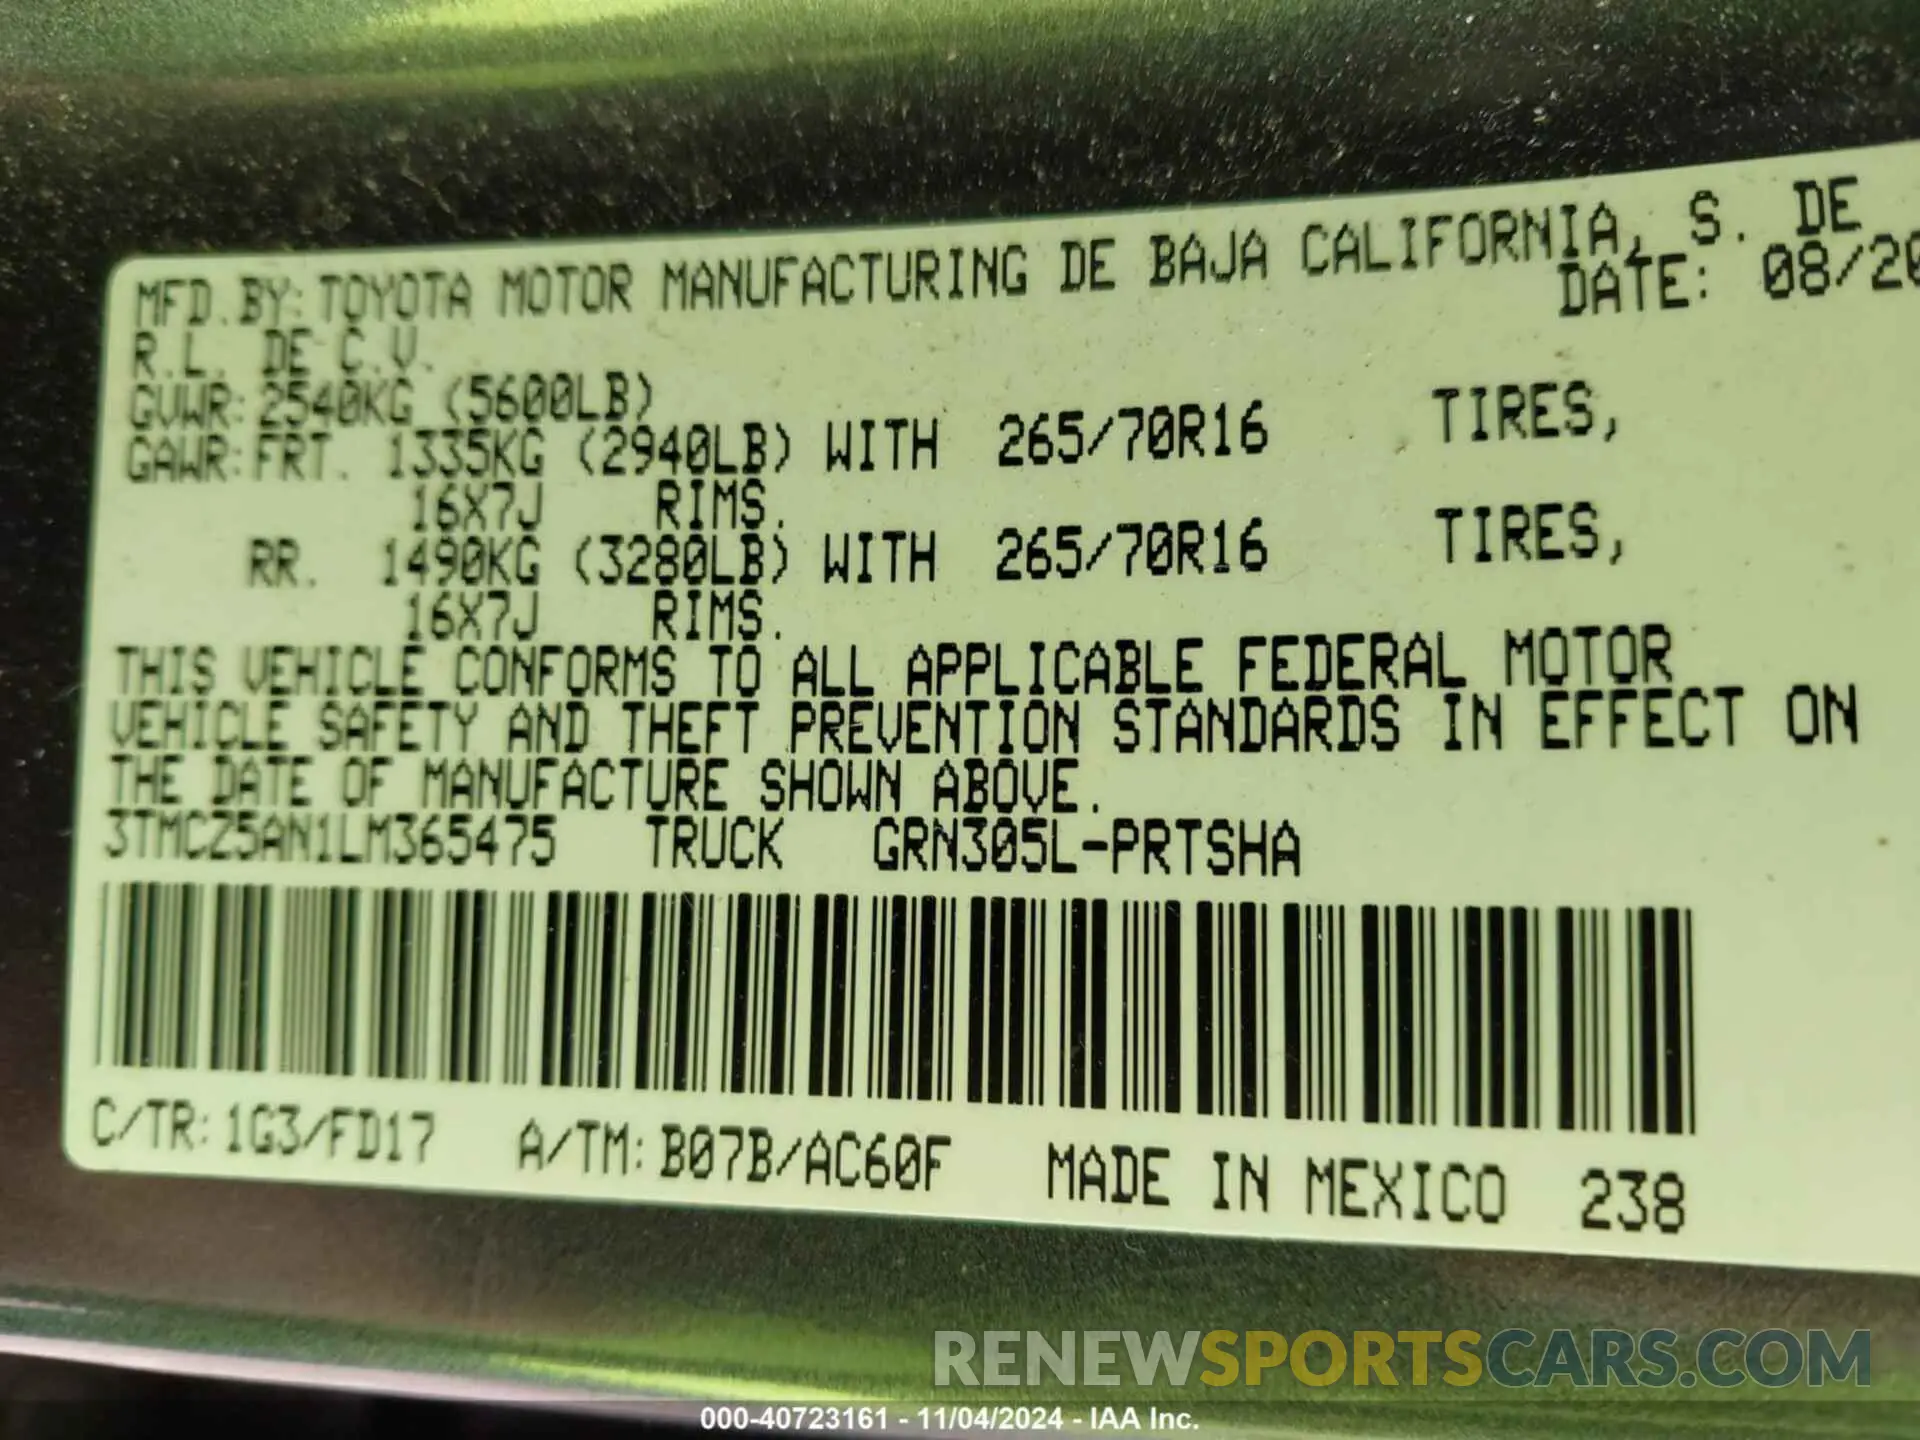 MFD. BY: TOYOTA MOTOR MANUFACTURING DE BAJA CALIFORNIA, S. DE
R.L. DE C.V. DATE: 08/20
GVWR: 2540KG (5600LB)
GAWR: FRT. 1335KG (2940LB) WITH 265/70R16 TIRES,
16X7J RIMS.
RR. 1490KG (3280LB) WITH 265/70R16 TIRES,
16X7J RIMS.
THIS VEHICLE CONFORMS TO ALL APPLICABLE FEDERAL MOTOR
VEHICLE SAFETY AND THEFT PREVENTION STANDARDS IN EFFECT ON
THE DATE OF MANUFACTURE SHOWN ABOVE.
3TMCZ5AN1LM365475 TRUCK GRN305L-PRTSHA
C/TR: 1G3/FD17 A/TM: B07B/AC60F MADE IN MEXICO 238
RENEWSPORTSCARS.COM
000-40723161 - 11/04/2024 - IAA Inc.